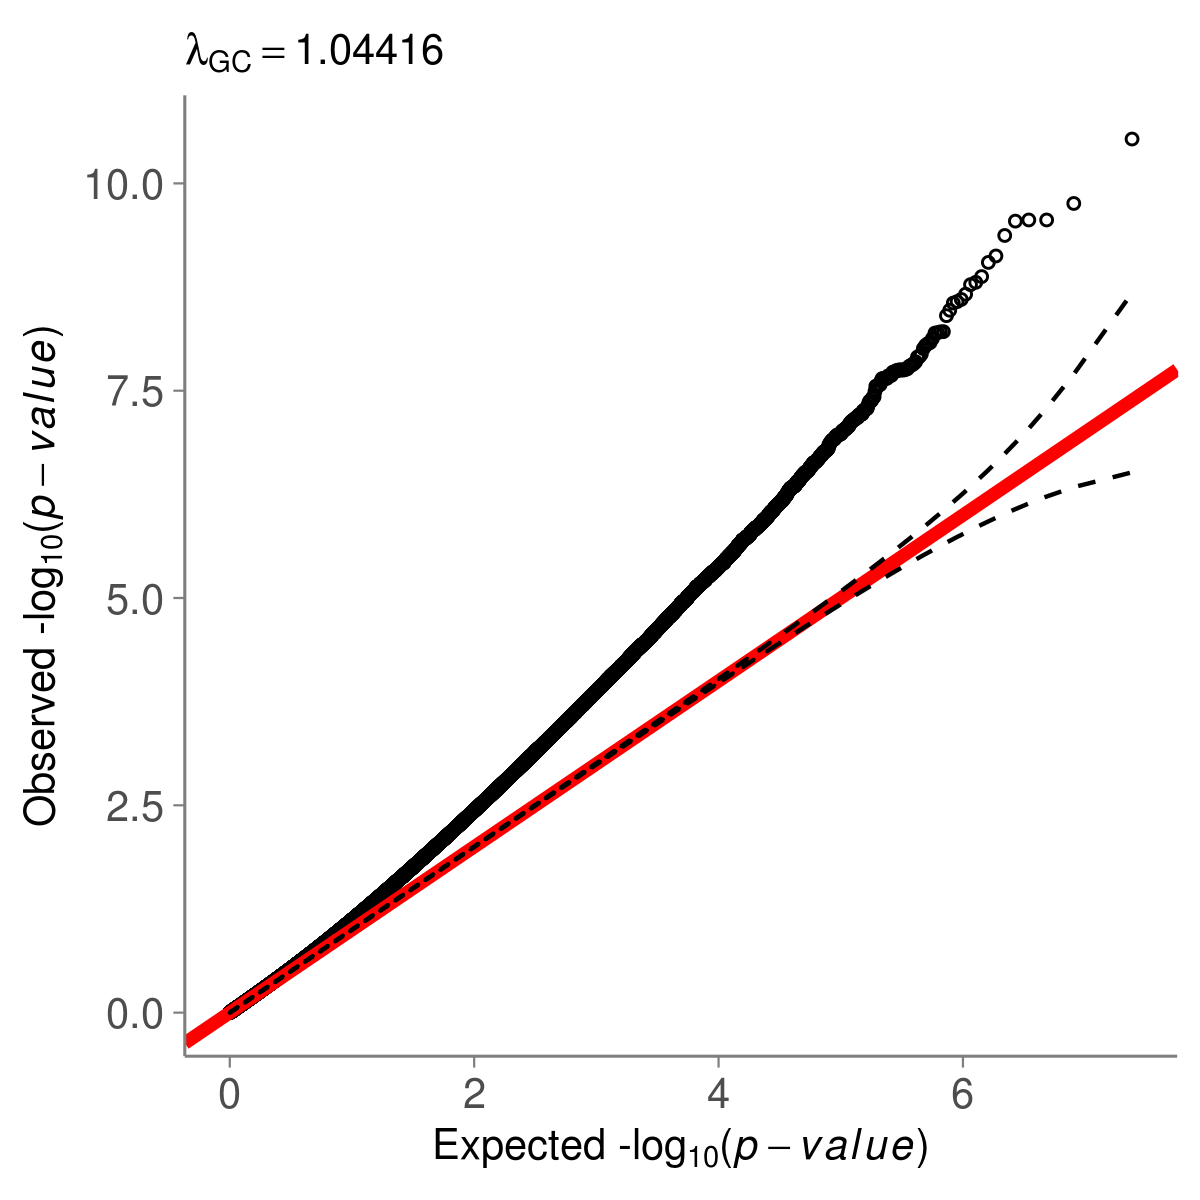 λGC = 1.04416
10.0
7.5
5.0
2.5
0.0
Observed -log10(p − value)
0 2 4 6
Expected -log10(p − value)